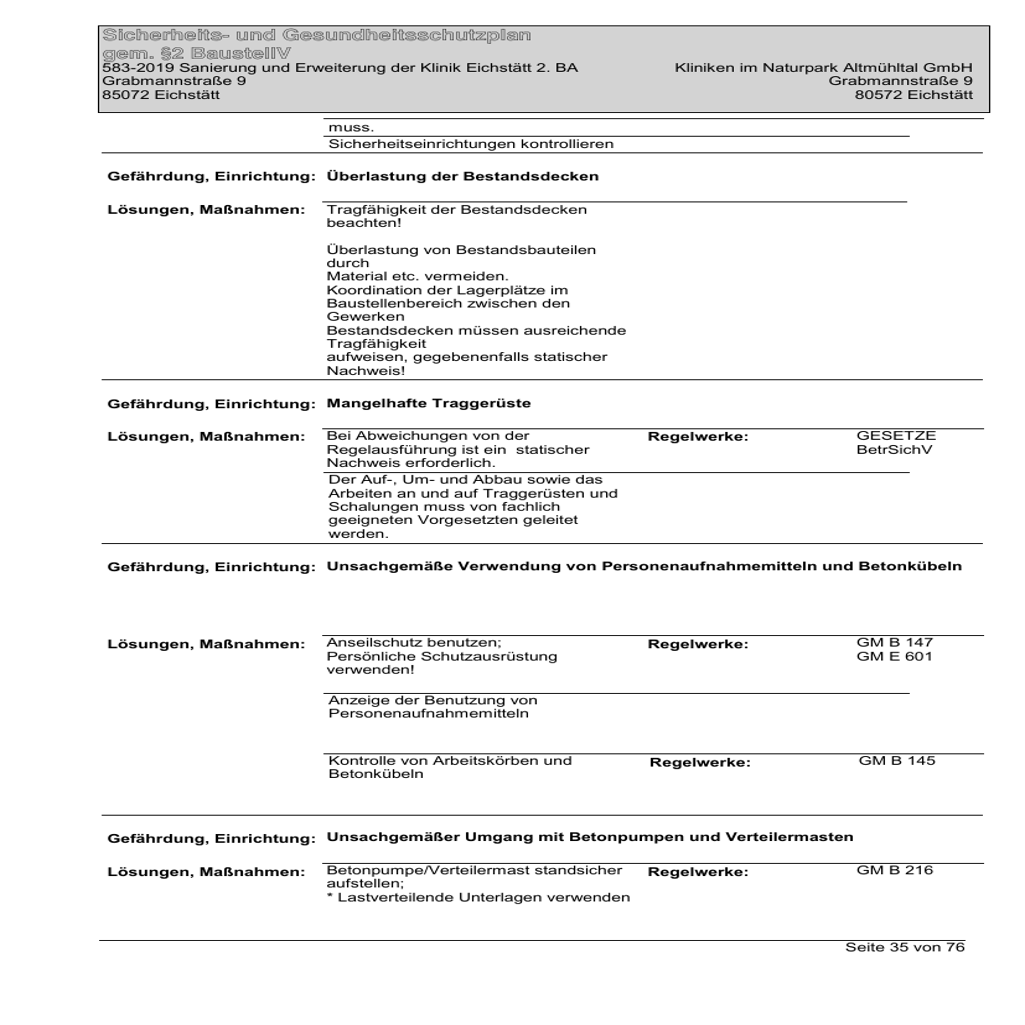 Sicherheits- und Gesundheitsschutzplan
gem. §2 BaustellV
583-2019 Sanierung und Erweiterung der Klinik Eichstätt 2. BA Kliniken im Naturpark Altmühltal GmbH
Grabmannstraße 9 Grabmannstraße 9
85072 Eichstätt 80572 Eichstätt
muss.
Sicherheitseinrichtungen kontrollieren
Gefährdung, Einrichtung: Überlastung der Bestandsdecken
Lösungen, Maßnahmen: Tragfähigkeit der Bestandsdecken
beachten!
Überlastung von Bestandsbauteilen
durch
Material etc. vermeiden.
Koordination der Lagerplätze im
Baustellenbereich zwischen den
Gewerken
Bestandsdecken müssen ausreichende
Tragfähigkeit
aufweisen, gegebenenfalls statischer
Nachweis!
Gefährdung, Einrichtung: Mangelhafte Traggerüste
Lösungen, Maßnahmen: Bei Abweichungen von der Regelwerke: GESETZE
Regelausführung ist ein statischer BetrSichV
Nachweis erforderlich.
Der Auf-, Um- und Abbau sowie das
Arbeiten an und auf Traggerüsten und
Schalungen muss von fachlich
geeigneten Vorgesetzten geleitet
werden.
Gefährdung, Einrichtung: Unsachgemäße Verwendung von Personenaufnahmemitteln und Betonkübeln
Lösungen, Maßnahmen: Anseilschutz benutzen; Regelwerke: GM B 147
Persönliche Schutzausrüstung GM E 601
verwenden!
Anzeige der Benutzung von
Personenaufnahmemitteln
Kontrolle von Arbeitskörben und Regelwerke: GM B 145
Betonkübeln
Gefährdung, Einrichtung: Unsachgemäßer Umgang mit Betonpumpen und Verteilermasten
Lösungen, Maßnahmen: Betonpumpe/Verteilermast standsicher Regelwerke: GM B 216
aufstellen;
* Lastverteilende Unterlagen verwenden
Seite 35 von 76